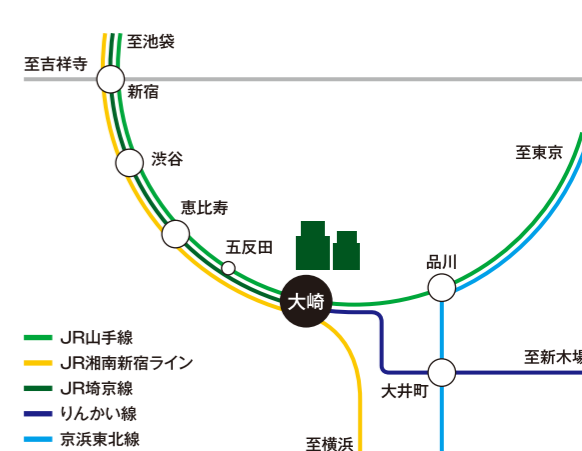 至池袋
至吉祥寺
新宿
渋谷
至東京
恵比寿
五反田
品川
大崎
JR山手線
JR湘南新宿ライン
至新木場
JR埼京線
大井町
りんかい線
京浜東北線
至横浜